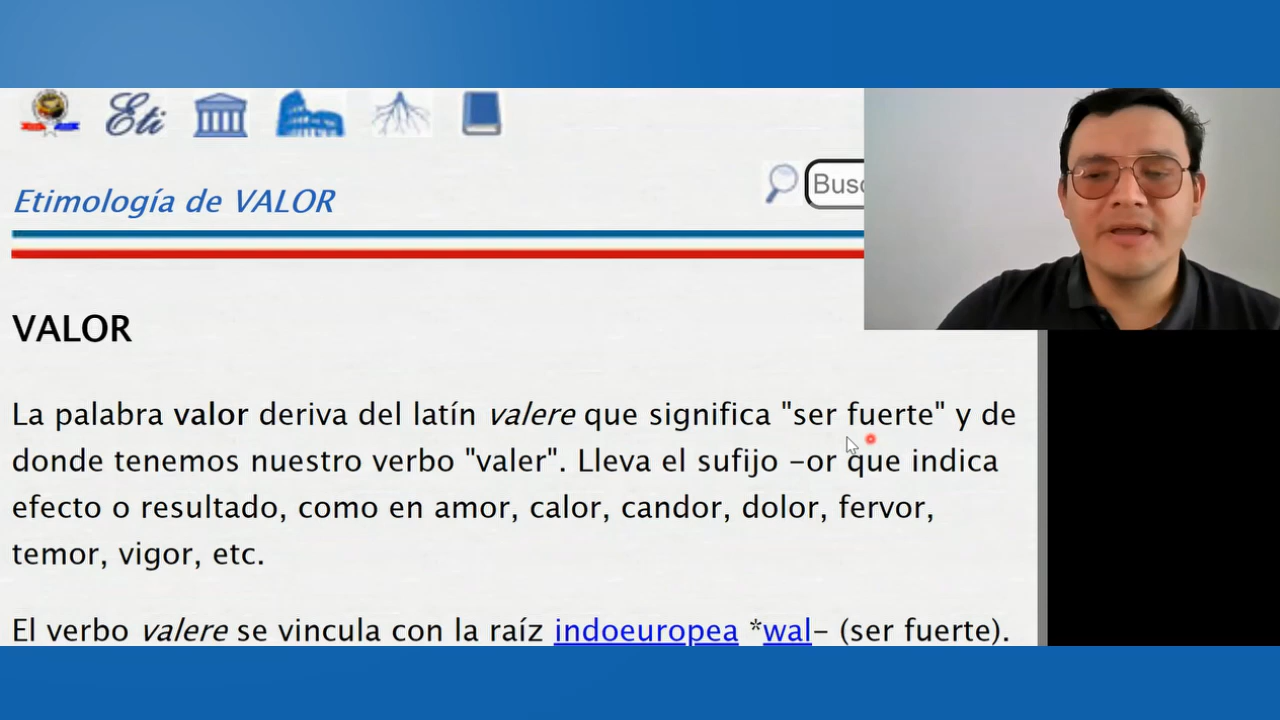 Eti
Etimología de VALOR
Busc
VALOR
La palabra valor deriva del latín valere que significa "ser fuerte" y de
donde tenemos nuestro verbo "valer". Lleva el sufijo –or que indica
efecto o resultado, como en amor, calor, candor, dolor, fervor,
temor, vigor, etc.
El verbo valere se vincula con la raíz indoeuropea *wal– (ser fuerte).